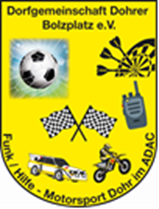 Dorfgemeinschaft Dohrer
Bolzplatz e.V.
Funk / Hilfe - Motorsport Dohr im ADAC